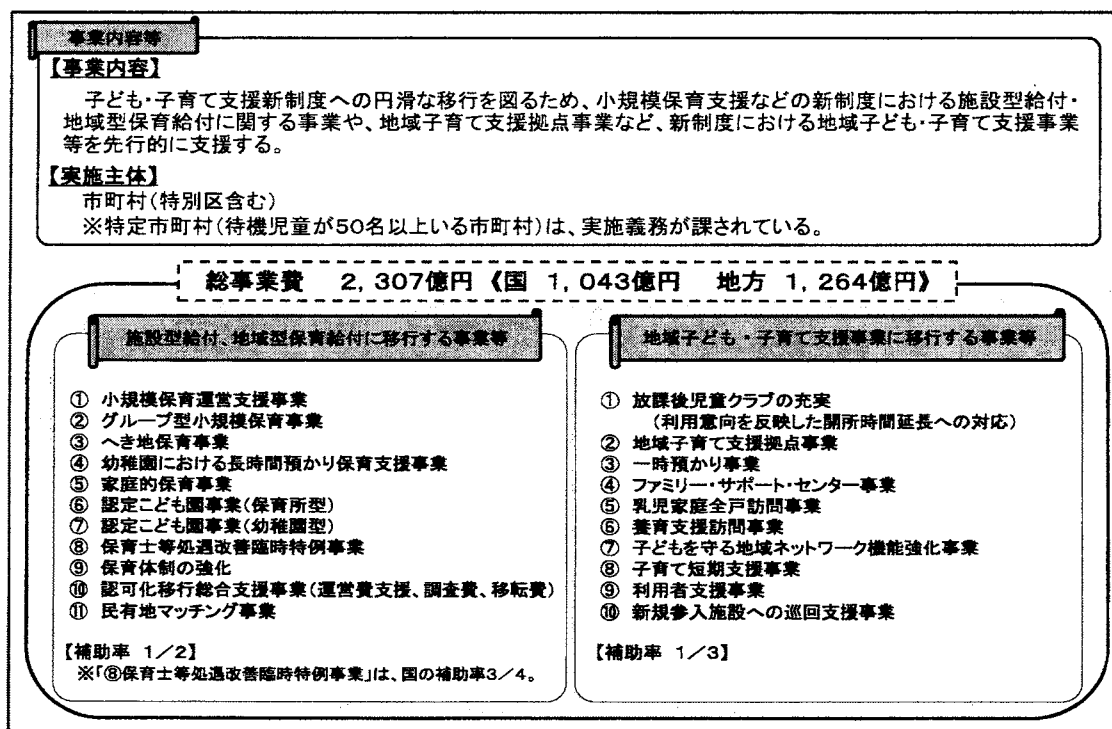 事業内容等
【事業内容】
子ども・子育て支援新制度への円滑な移行を図るため、小規模保育支援などの新制度における施設型給付・
地域型保育給付に関する事業や、地域子育て支援拠点事業など、新制度における地域子ども・子育て支援事業
等を先行的に支援する。
【実施主体】
市町村(特別区含む)
※特定市町村(待機児童が50名以上いる市町村)は、実施義務が課されている。
総事業費 2,307億円《国 1,043億円 地方 1,264億円》
施設型給付、地域型保育給付に移行する事業等
① 小規模保育運営支援事業
② グループ型小規模保育事業
③ へき地保育事業
④ 幼稚園における長時間預かり保育支援事業
⑤ 家庭的保育事業
⑥ 認定こども園事業(保育所型)
⑦ 認定こども園事業(幼稚園型)
⑧ 保育士等処遇改善臨時特例事業
⑨ 保育体制の強化
⑩ 認可化移行総合支援事業(運営費支援、調査費、移転費)
⑪ 民有地マッチング事業
【補助率 1/2】
※「⑧保育士等処遇改善臨時特例事業」は、国の補助率3/4。
地域子ども・子育て支援事業に移行する事業等
① 放課後児童クラブの充実
(利用意向を反映した開所時間延長への対応)
② 地域子育て支援拠点事業
③ 一時預かり事業
④ ファミリー・サポート・センター事業
⑤ 乳児家庭全戸訪問事業
⑥ 養育支援訪問事業
⑦ 子どもを守る地域ネットワーク機能強化事業
⑧ 子育て短期支援事業
⑨ 利用者支援事業
⑩ 新規参入施設への巡回支援事業
【補助率 1/3】